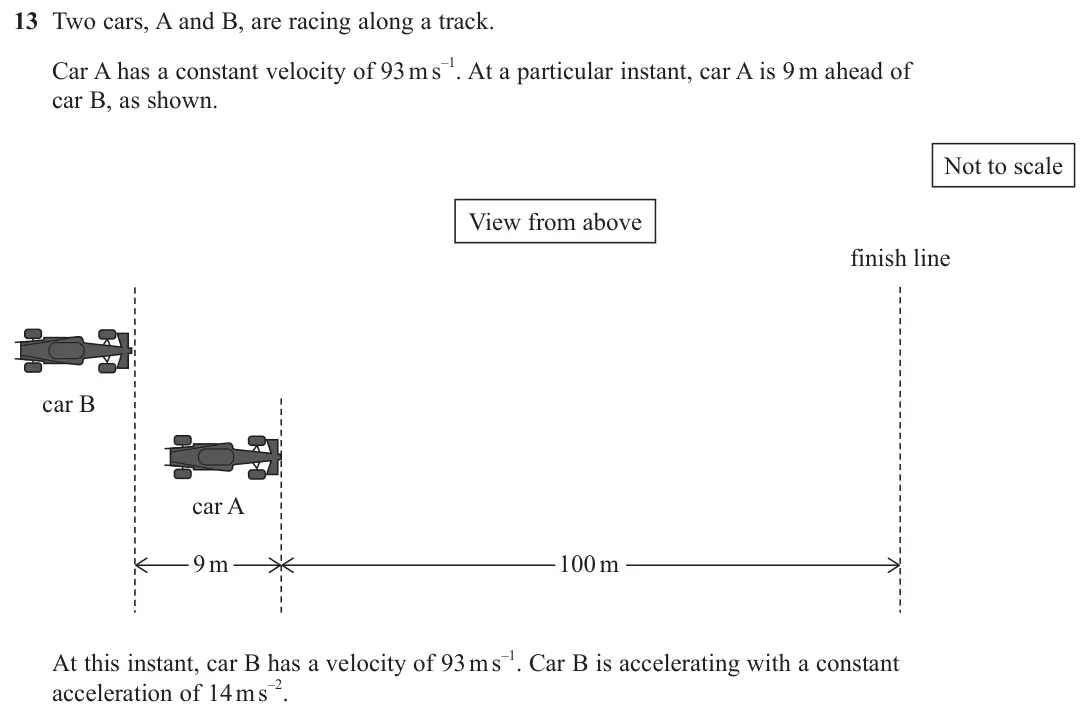 13 Two cars, A and B, are racing along a track.
Car A has a constant velocity of 93 m s⁻¹. At a particular instant, car A is 9 m ahead of
car B, as shown.
Not to scale
View from above
finish line
car B
car A
9 m
100 m
At this instant, car B has a velocity of 93 m s⁻¹. Car B is accelerating with a constant
acceleration of 14 m s⁻².